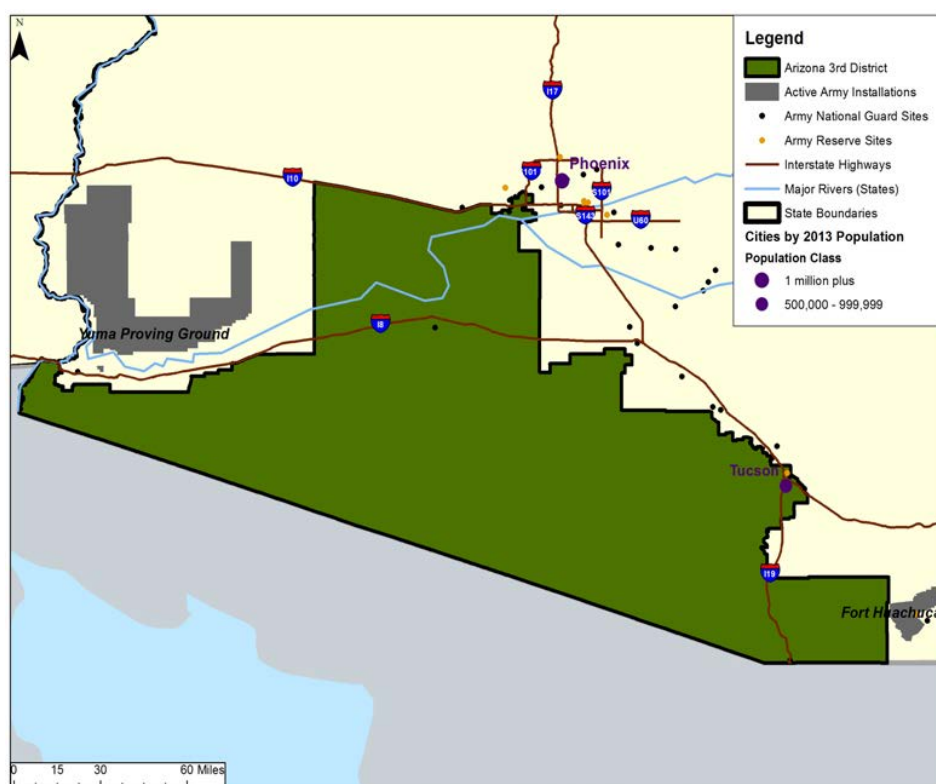 N
Legend
Arizona 3rd District
Active Army Installations
Army National Guard Sites
Army Reserve Sites
Interstate Highways
Major Rivers (States)
State Boundaries
Cities by 2013 Population
Population Class
1 million plus
500,000 - 999,999
I17
Phoenix
101
S101
I10
S143
U60
I8
Yuma Proving Ground
Tucson
I19
Fort Huachuca
0 15 30 60 Miles